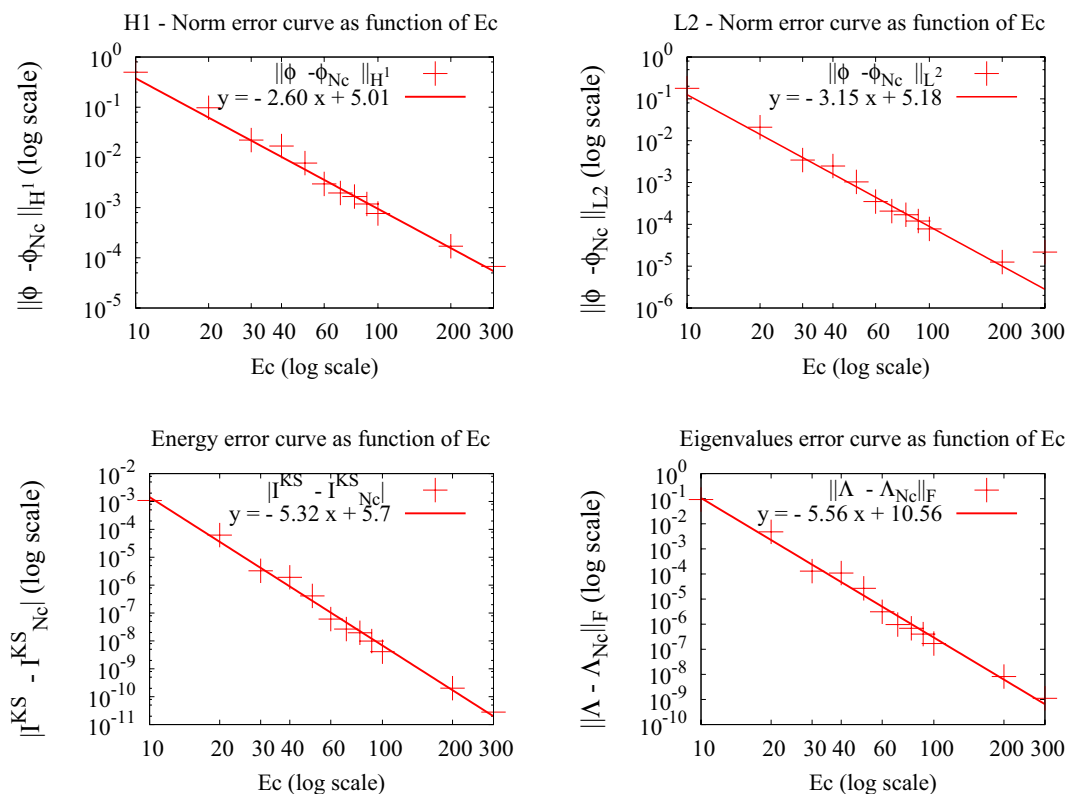 H1 - Norm error curve as function of Ec
||ϕ -ϕNc ||H1 (log scale)
10^0
10^-1
10^-2
10^-3
10^-4
10^-5
||ϕ -ϕNc ||H1
y = - 2.60 x + 5.01
10 20 30 40 60 100 200 300
Ec (log scale)
L2 - Norm error curve as function of Ec
||ϕ -ϕNc ||L2 (log scale)
10^0
10^-1
10^-2
10^-3
10^-4
10^-5
10^-6
||ϕ -ϕNc ||L2
y = - 3.15 x + 5.18
10 20 30 40 60 100 200 300
Ec (log scale)
Energy error curve as function of Ec
|I^KS - I^KS Nc| (log scale)
10^-2
10^-3
10^-4
10^-5
10^-6
10^-7
10^-8
10^-9
10^-10
10^-11
|I^KS - I^KS Nc|
y = - 5.32 x + 5.7
10 20 30 40 60 100 200 300
Ec (log scale)
Eigenvalues error curve as function of Ec
||Λ - ΛNc||F (log scale)
10^0
10^-1
10^-2
10^-3
10^-4
10^-5
10^-6
10^-7
10^-8
10^-9
10^-10
||Λ - ΛNc||F
y = - 5.56 x + 10.56
10 20 30 40 60 100 200 300
Ec (log scale)